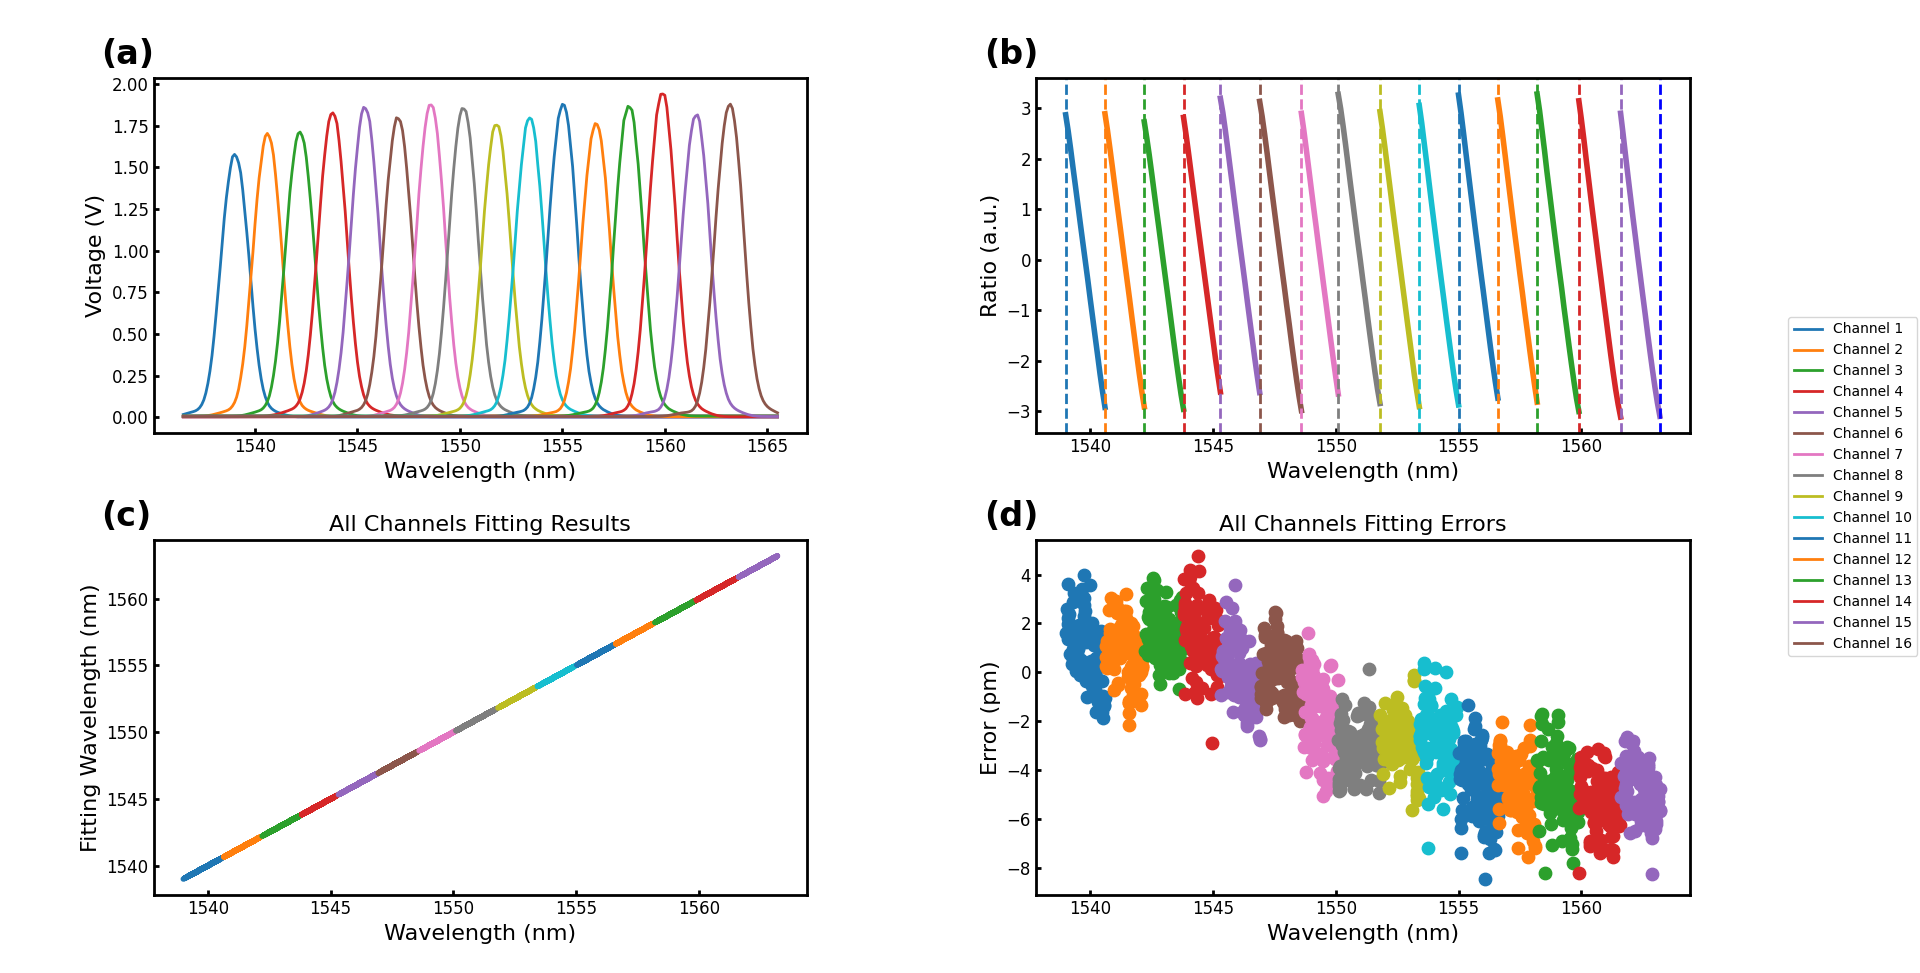 (a)
2.00
1.75
1.50
1.25
1.00
0.75
0.50
0.25
0.00
Voltage (V)
1540 1545 1550 1555 1560 1565
Wavelength (nm)
(b)
3
2
1
0
−1
−2
−3
Ratio (a.u.)
1540 1545 1550 1555 1560
Wavelength (nm)
(c)
All Channels Fitting Results
1560
1555
1550
1545
1540
Fitting Wavelength (nm)
1540 1545 1550 1555 1560
Wavelength (nm)
(d)
All Channels Fitting Errors
4
2
0
−2
−4
−6
−8
Error (pm)
1540 1545 1550 1555 1560
Wavelength (nm)
Channel 1
Channel 2
Channel 3
Channel 4
Channel 5
Channel 6
Channel 7
Channel 8
Channel 9
Channel 10
Channel 11
Channel 12
Channel 13
Channel 14
Channel 15
Channel 16